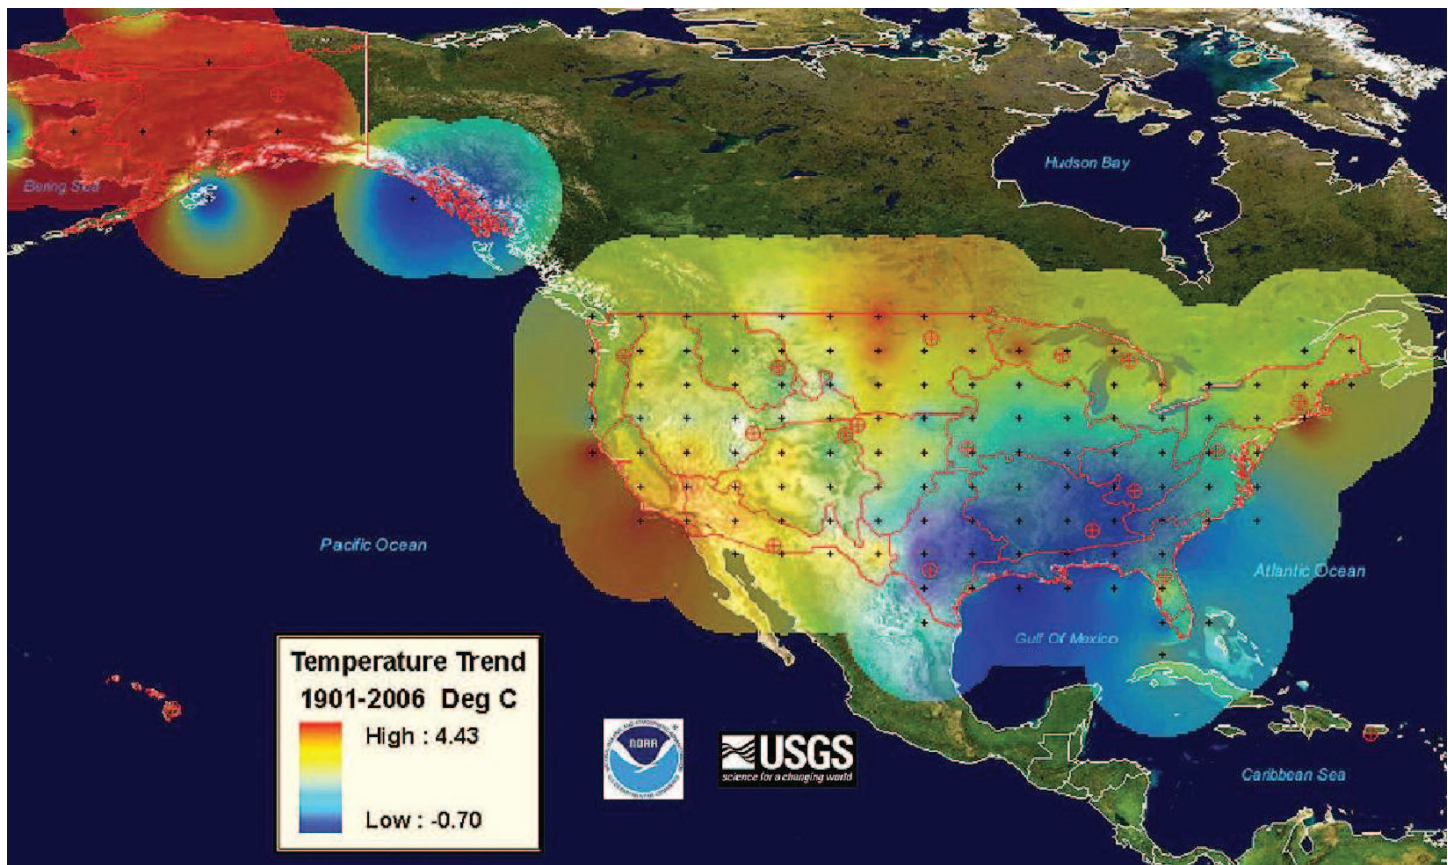 Bering Sea
Hudson Bay
Pacific Ocean
Atlantic Ocean
Gulf Of Mexico
Temperature Trend
1901-2006 Deg C
High : 4.43
Low : -0.70
NOAA
USGS
science for a changing world
Caribbean Sea